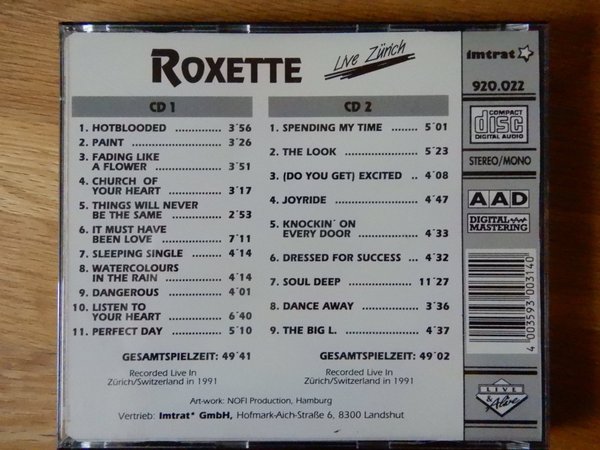 ROXETTE
Live Zürich
imtrat
920.022
CD 1
1. HOTBLOODED .............. 3´56
2. PAINT ....................... 3´26
3. FADING LIKE
A FLOWER .................. 3´51
4. CHURCH OF
YOUR HEART .............. 3´17
5. THINGS WILL NEVER
BE THE SAME ............. 2´53
6. IT MUST HAVE
BEEN LOVE ................ 7´11
7. SLEEPING SINGLE ........ 4´14
8. WATERCOLOURS
IN THE RAIN .............. 4´14
9. DANGEROUS .............. 4´01
10. LISTEN TO
YOUR HEART .............. 6´40
11. PERFECT DAY ............. 5´10
GESAMTSPIELZEIT: 49´41
Recorded Live In
Zürich/Switzerland in 1991
CD 2
1. SPENDING MY TIME ....... 5´01
2. THE LOOK .................. 5´23
3. (DO YOU GET) EXCITED .. 4´08
4. JOYRIDE ................... 4´47
5. KNOCKIN´ ON
EVERY DOOR .............. 4´33
6. DRESSED FOR SUCCESS .. 4´32
7. SOUL DEEP ................ 11´27
8. DANCE AWAY .............. 3´36
9. THE BIG L. ................. 4´37
GESAMTSPIELZEIT: 49´02
Recorded Live In
Zürich/Switzerland in 1991
Art-work: NOFI Production, Hamburg
Vertrieb: Imtrat* GmbH, Hofmark-Aich-Straße 6, 8300 Landshut
COMPACT
disc
DIGITAL AUDIO
STEREO/MONO
AAD
DIGITAL
MASTERING
4 003593 003140
LIVE
& Alive